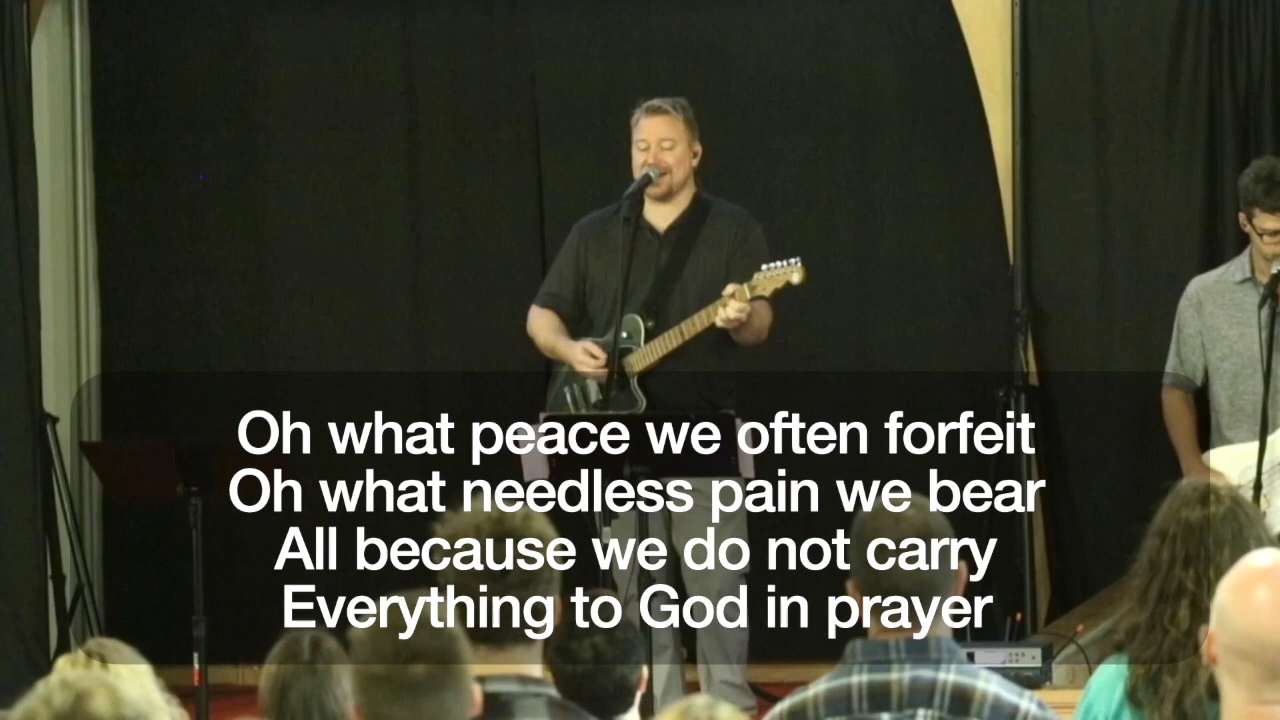 Oh what peace we often forfeit
Oh what needless pain we bear
All because we do not carry
Everything to God in prayer